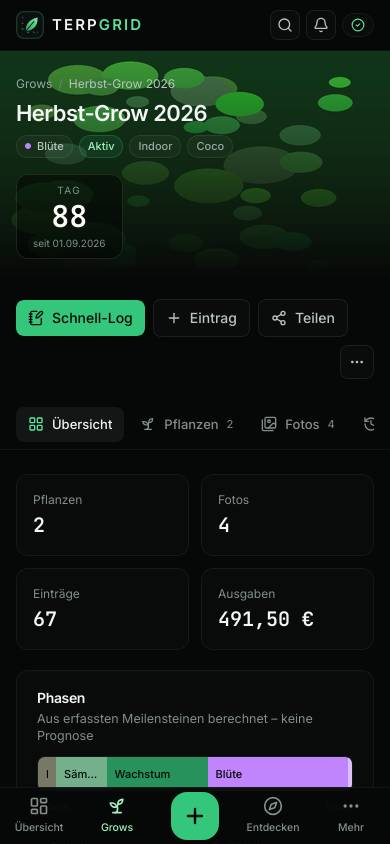 TERPGRID
Grows / Herbst-Grow 2026
Herbst-Grow 2026
Blüte Aktiv Indoor Coco
TAG
88
seit 01.09.2026
Schnell-Log Eintrag Teilen
Übersicht Pflanzen 2 Fotos 4
Pflanzen
2
Fotos
4
Einträge
67
Ausgaben
491,50 €
Phasen
Aus erfassten Meilensteinen berechnet – keine
Prognose
Säm... Wachstum Blüte
Übersicht Grows Entdecken Mehr